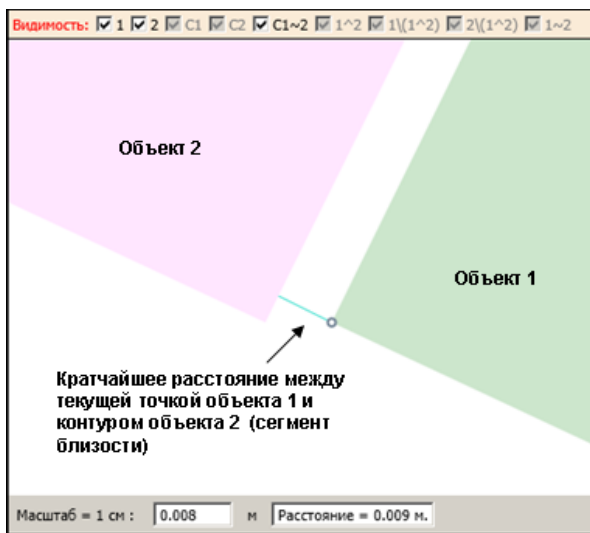 Видимость: 1 2 C1 C2 C1~2 1^2 1\(1^2) 2\(1^2) 1~2
Объект 2
Объект 1
Кратчайшее расстояние между
текущей точкой объекта 1 и
контуром объекта 2 (сегмент
близости)
Масштаб = 1 см : 0.008 м Расстояние = 0.009 м.